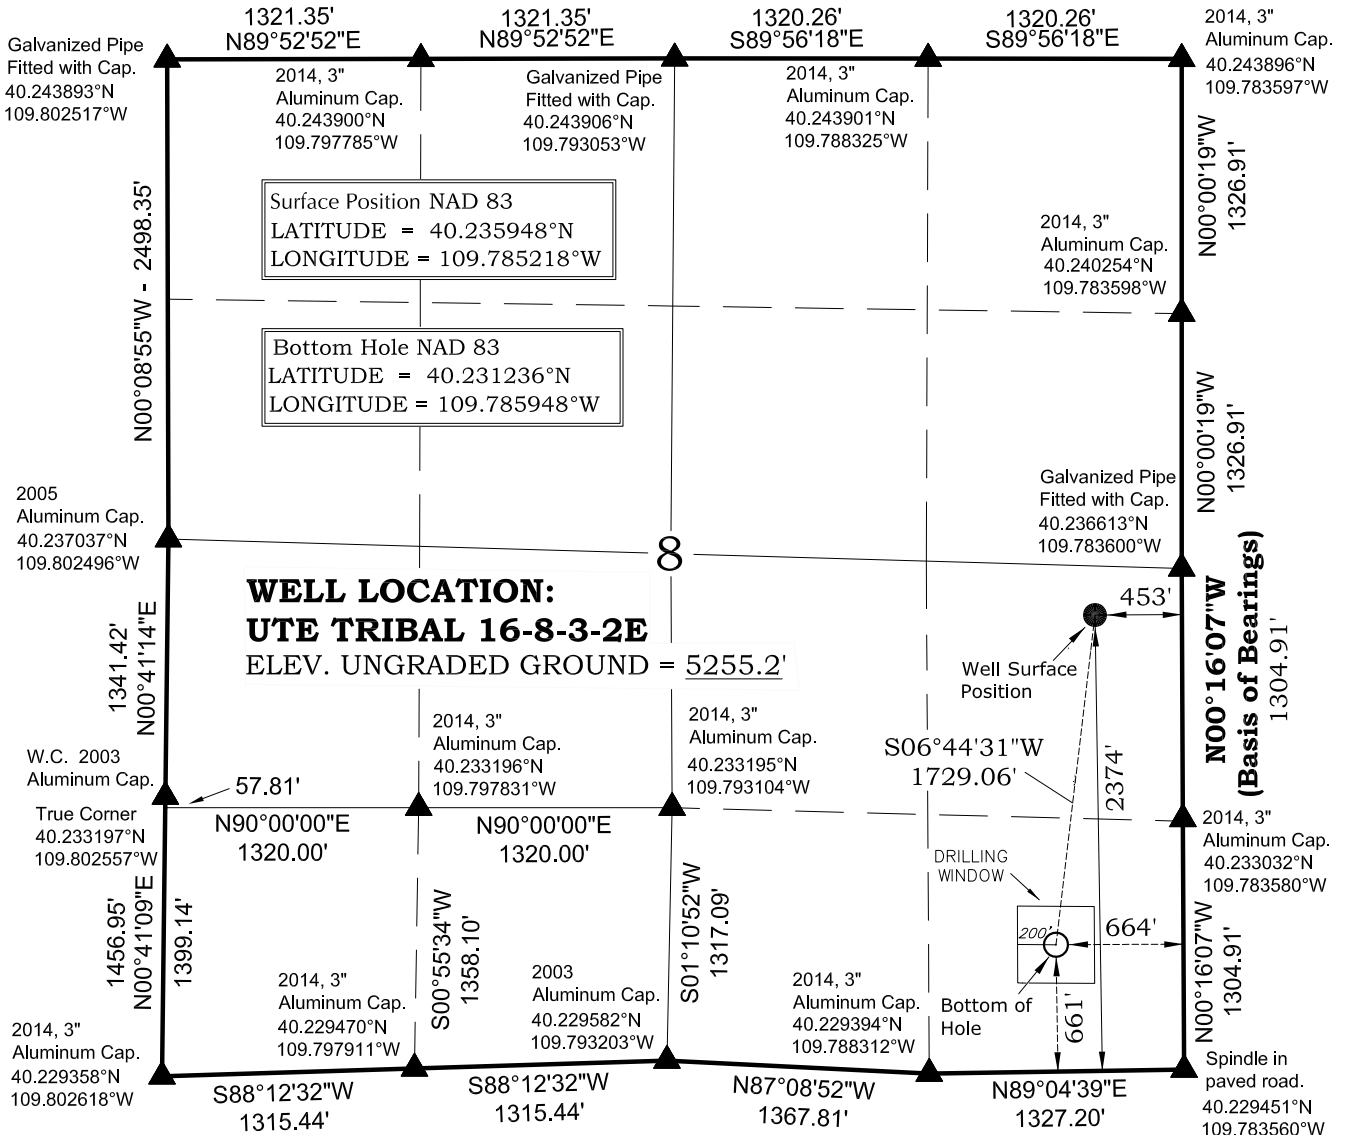 1321.35'
N89°52'52"E
1321.35'
N89°52'52"E
1320.26'
S89°56'18"E
1320.26'
S89°56'18"E
Galvanized Pipe
Fitted with Cap.
40.243893°N
109.802517°W
2014, 3"
Aluminum Cap.
40.243900°N
109.797785°W
Galvanized Pipe
Fitted with Cap.
40.243906°N
109.793053°W
2014, 3"
Aluminum Cap.
40.243901°N
109.788325°W
2014, 3"
Aluminum Cap.
40.243896°N
109.783597°W
N00°08'55"W - 2498.35'
Surface Position NAD 83
LATITUDE = 40.235948°N
LONGITUDE = 109.785218°W
Bottom Hole NAD 83
LATITUDE = 40.231236°N
LONGITUDE = 109.785948°W
N00°00'19"W
1326.91'
2014, 3"
Aluminum Cap.
40.240254°N
109.783598°W
N00°00'19"W
1326.91'
2005
Aluminum Cap.
40.237037°N
109.802496°W
8
Galvanized Pipe
Fitted with Cap.
40.236613°N
109.783600°W
WELL LOCATION:
UTE TRIBAL 16-8-3-2E
ELEV. UNGRADED GROUND = 5255.2'
453'
Well Surface
Position
N00°16'07"W
(Basis of Bearings)
1304.91'
1341.42'
N00°41'14"E
W.C. 2003
Aluminum Cap.
True Corner
40.233197°N
109.802557°W
57.81'
2014, 3"
Aluminum Cap.
40.233196°N
109.797831°W
2014, 3"
Aluminum Cap.
40.233195°N
109.793104°W
N90°00'00"E
1320.00'
N90°00'00"E
1320.00'
S06°44'31"W
1729.06'
2374'
2014, 3"
Aluminum Cap.
40.233032°N
109.783580°W
DRILLING
WINDOW
200'
664'
661'
Bottom of
Hole
1456.95'
N00°41'09"E
1399.14'
S00°55'34"W
1358.10'
S01°10'52"W
1317.09'
N00°16'07"W
1304.91'
2014, 3"
Aluminum Cap.
40.229358°N
109.802618°W
2014, 3"
Aluminum Cap.
40.229470°N
109.797911°W
2003
Aluminum Cap.
40.229582°N
109.793203°W
2014, 3"
Aluminum Cap.
40.229394°N
109.788312°W
Spindle in
paved road.
40.229451°N
109.783560°W
S88°12'32"W
1315.44'
S88°12'32"W
1315.44'
N87°08'52"W
1367.81'
N89°04'39"E
1327.20'